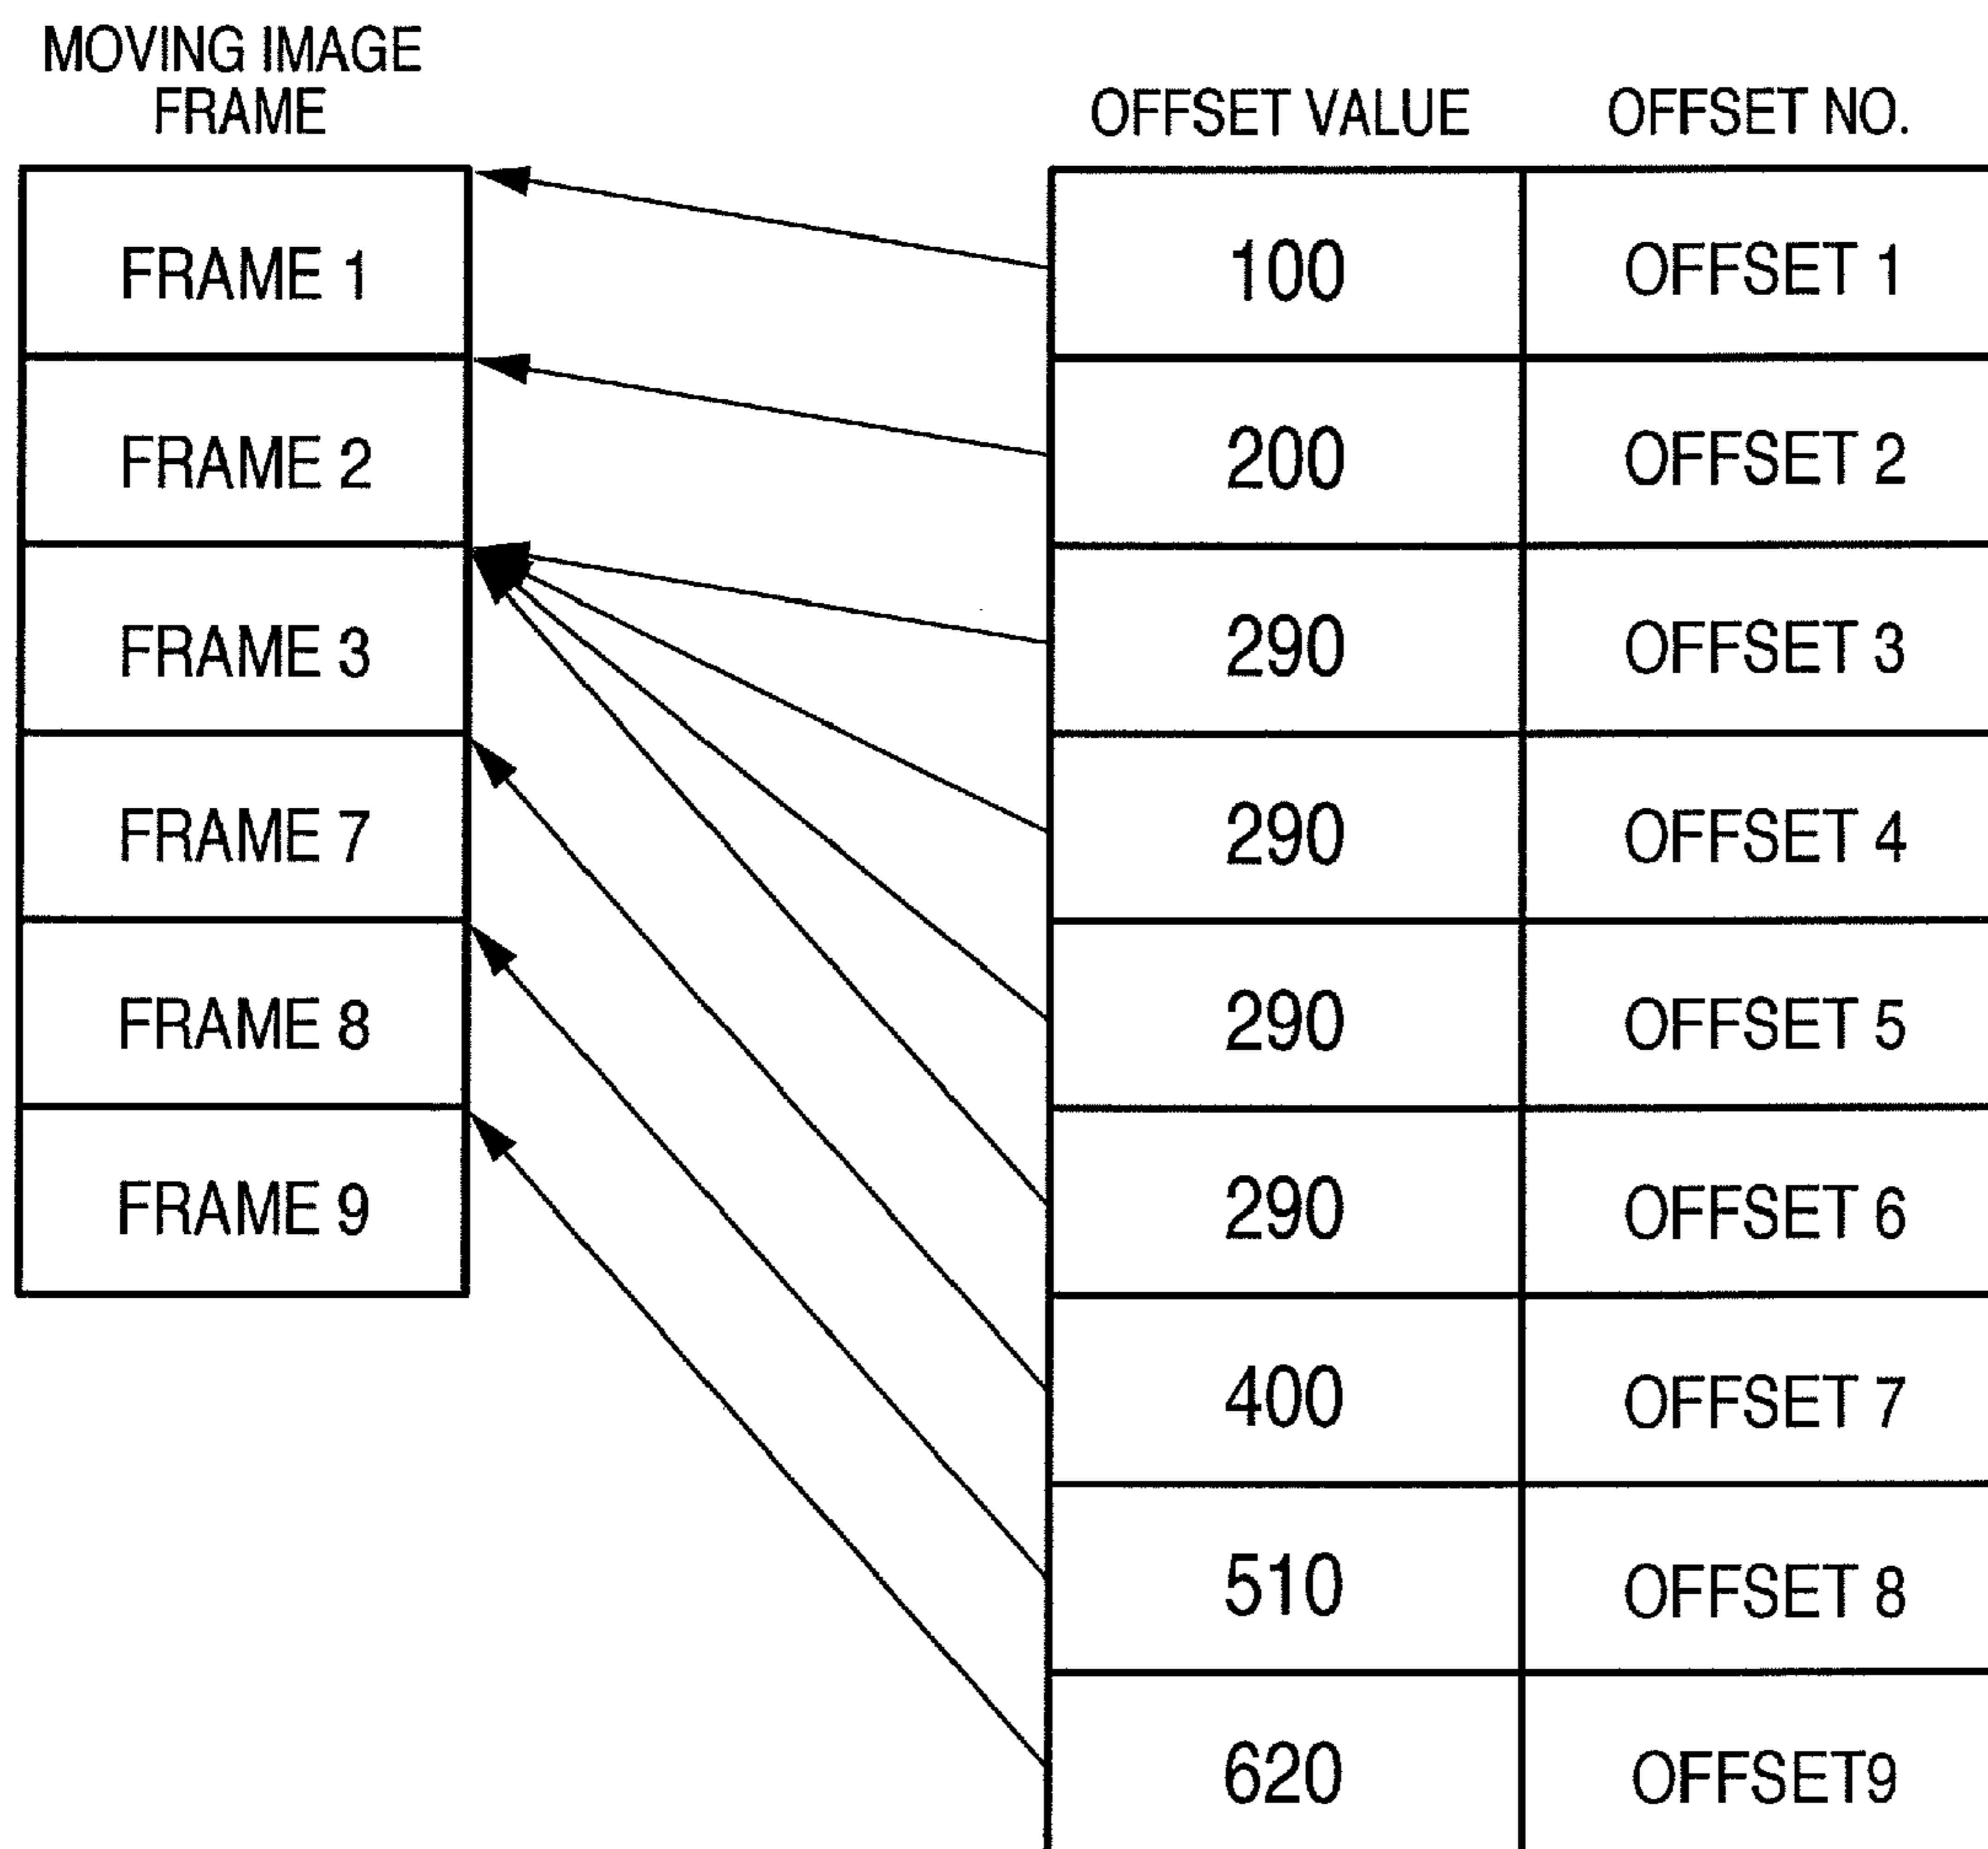 MOVING IMAGE
FRAME
FRAME 1
FRAME 2
FRAME 3
FRAME 7
FRAME 8
FRAME 9
OFFSET VALUE OFFSET NO.
100 OFFSET 1
200 OFFSET 2
290 OFFSET 3
290 OFFSET 4
290 OFFSET 5
290 OFFSET 6
400 OFFSET 7
510 OFFSET 8
620 OFFSET9